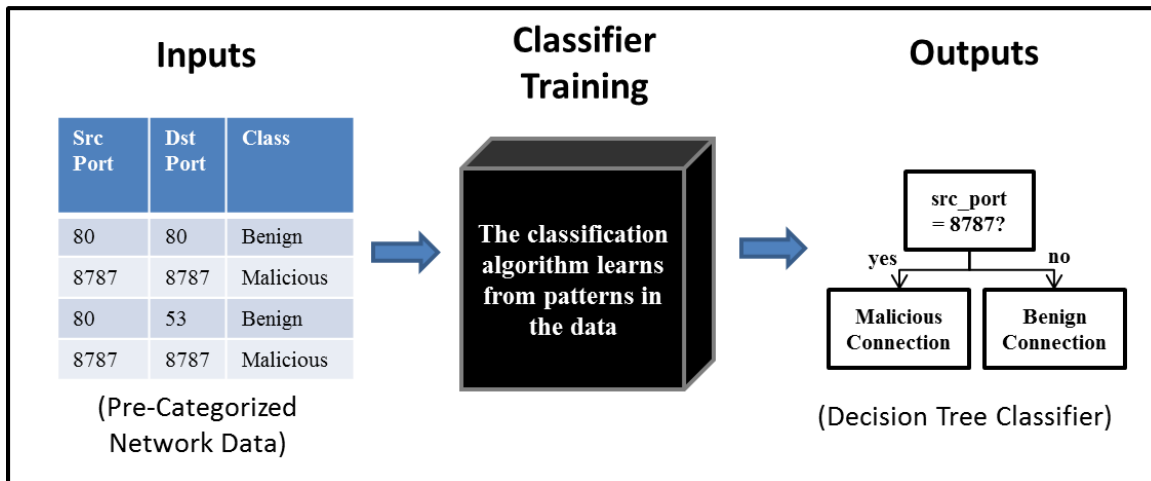 Inputs
Src Port Dst Port Class
80 80 Benign
8787 8787 Malicious
80 53 Benign
8787 8787 Malicious
(Pre-Categorized
Network Data)
Classifier
Training
The classification
algorithm learns
from patterns in
the data
Outputs
src_port
= 8787?
yes no
Malicious
Connection
Benign
Connection
(Decision Tree Classifier)